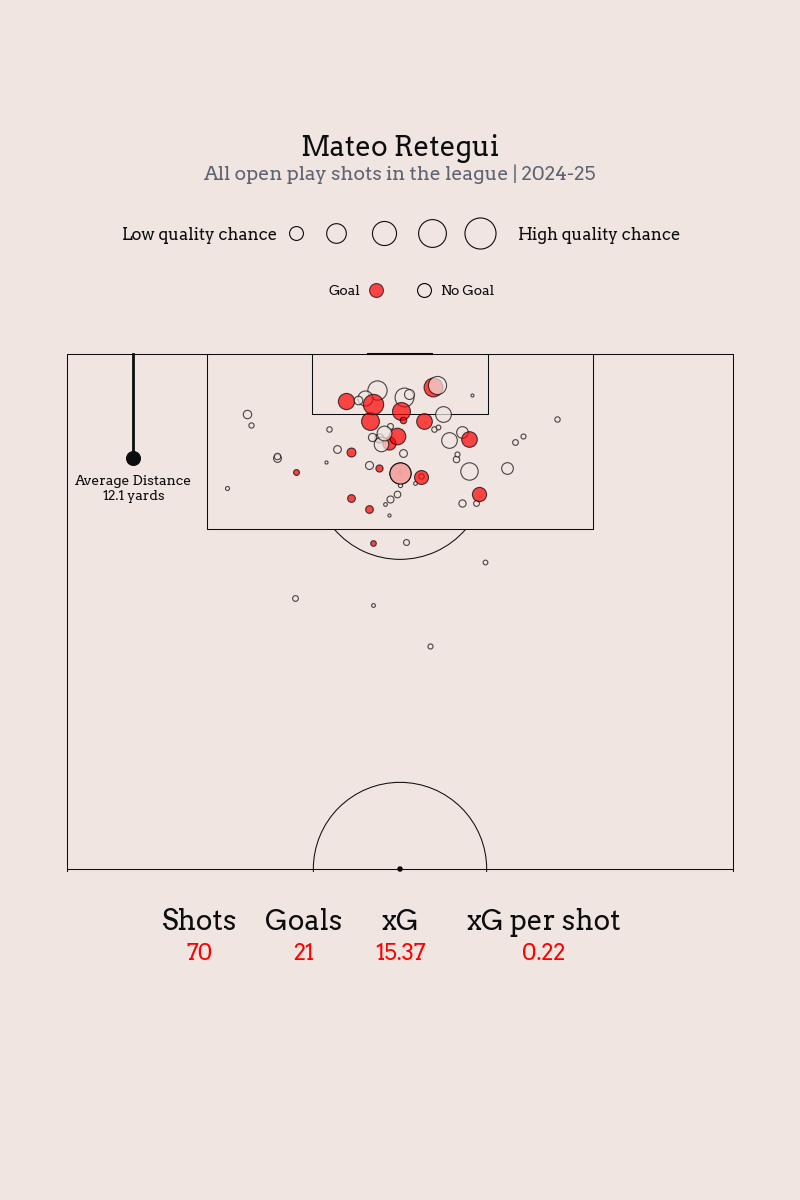 Mateo Retegui
All open play shots in the league | 2024-25
Low quality chance High quality chance
Goal No Goal
Average Distance
12.1 yards
Shots Goals xG xG per shot
70 21 15.37 0.22